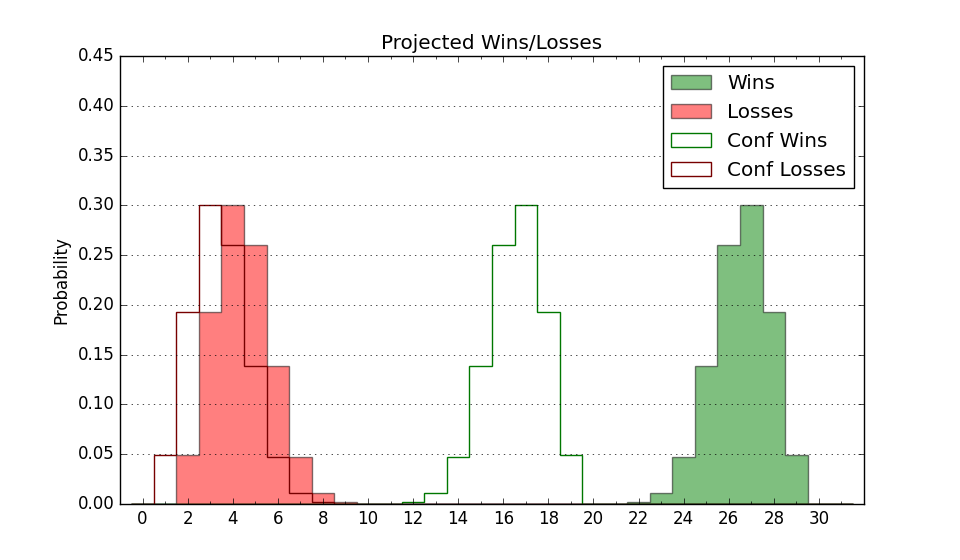 Projected Wins/Losses
0.45
0.40
0.35
0.30
0.25
0.20
0.15
0.10
0.05
0.00
Probability
Wins
Losses
Conf Wins
Conf Losses
0 2 4 6 8 10 12 14 16 18 20 22 24 26 28 30